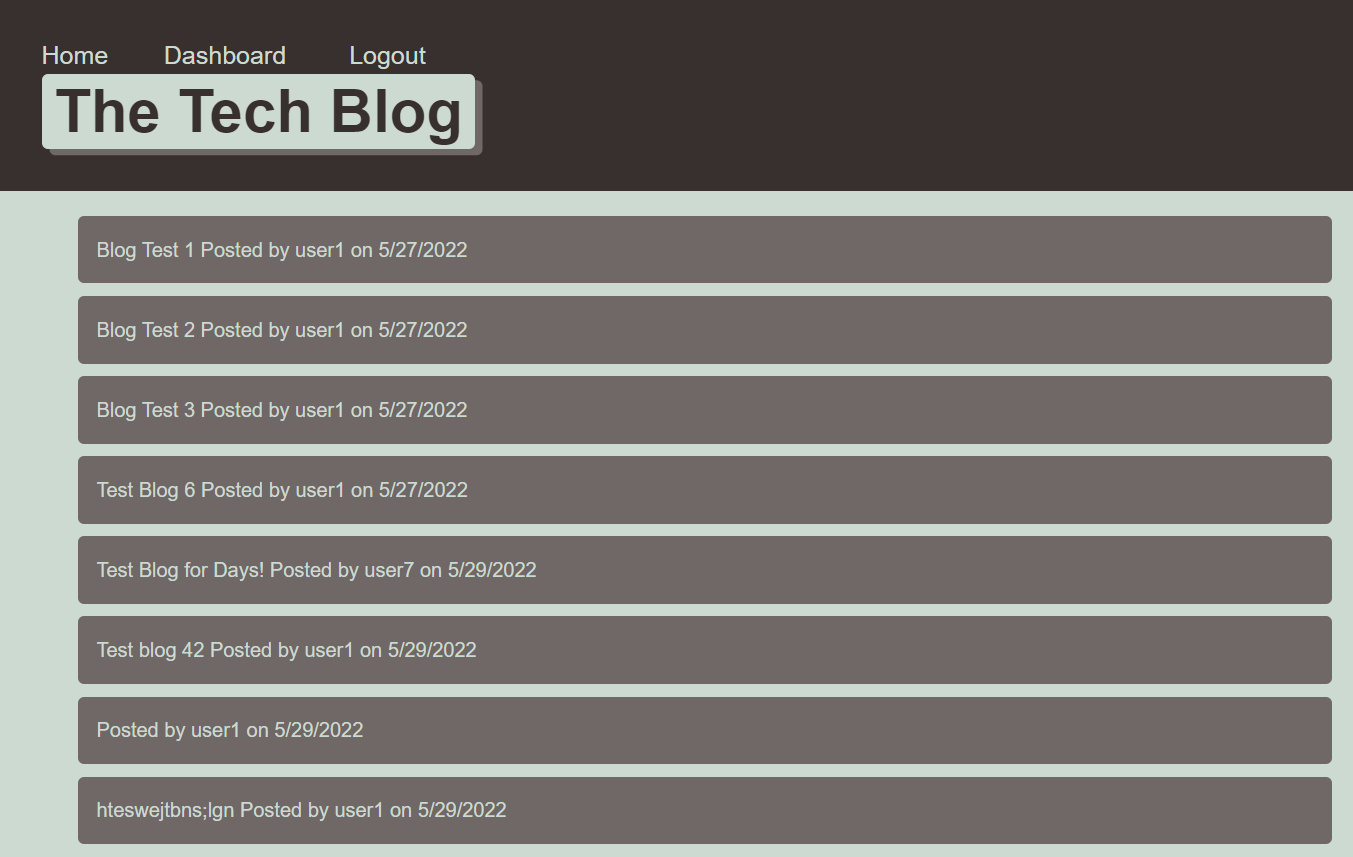 Home Dashboard Logout
The Tech Blog
Blog Test 1 Posted by user1 on 5/27/2022
Blog Test 2 Posted by user1 on 5/27/2022
Blog Test 3 Posted by user1 on 5/27/2022
Test Blog 6 Posted by user1 on 5/27/2022
Test Blog for Days! Posted by user7 on 5/29/2022
Test blog 42 Posted by user1 on 5/29/2022
Posted by user1 on 5/29/2022
hteswejtbns;lgn Posted by user1 on 5/29/2022